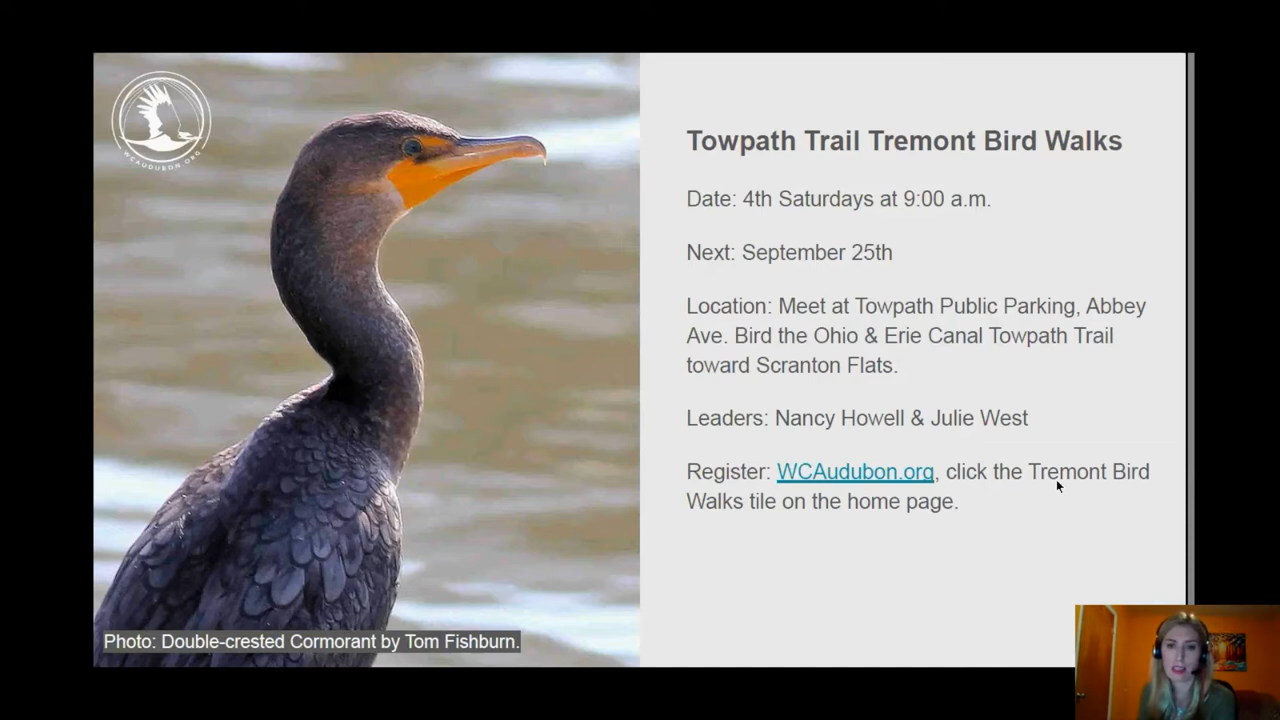 WCAUDUBON.ORG
Towpath Trail Tremont Bird Walks
Date: 4th Saturdays at 9:00 a.m.
Next: September 25th
Location: Meet at Towpath Public Parking, Abbey
Ave. Bird the Ohio & Erie Canal Towpath Trail
toward Scranton Flats.
Leaders: Nancy Howell & Julie West
Register: WCAudubon.org, click the Tremont Bird
Walks tile on the home page.
Photo: Double-crested Cormorant by Tom Fishburn.